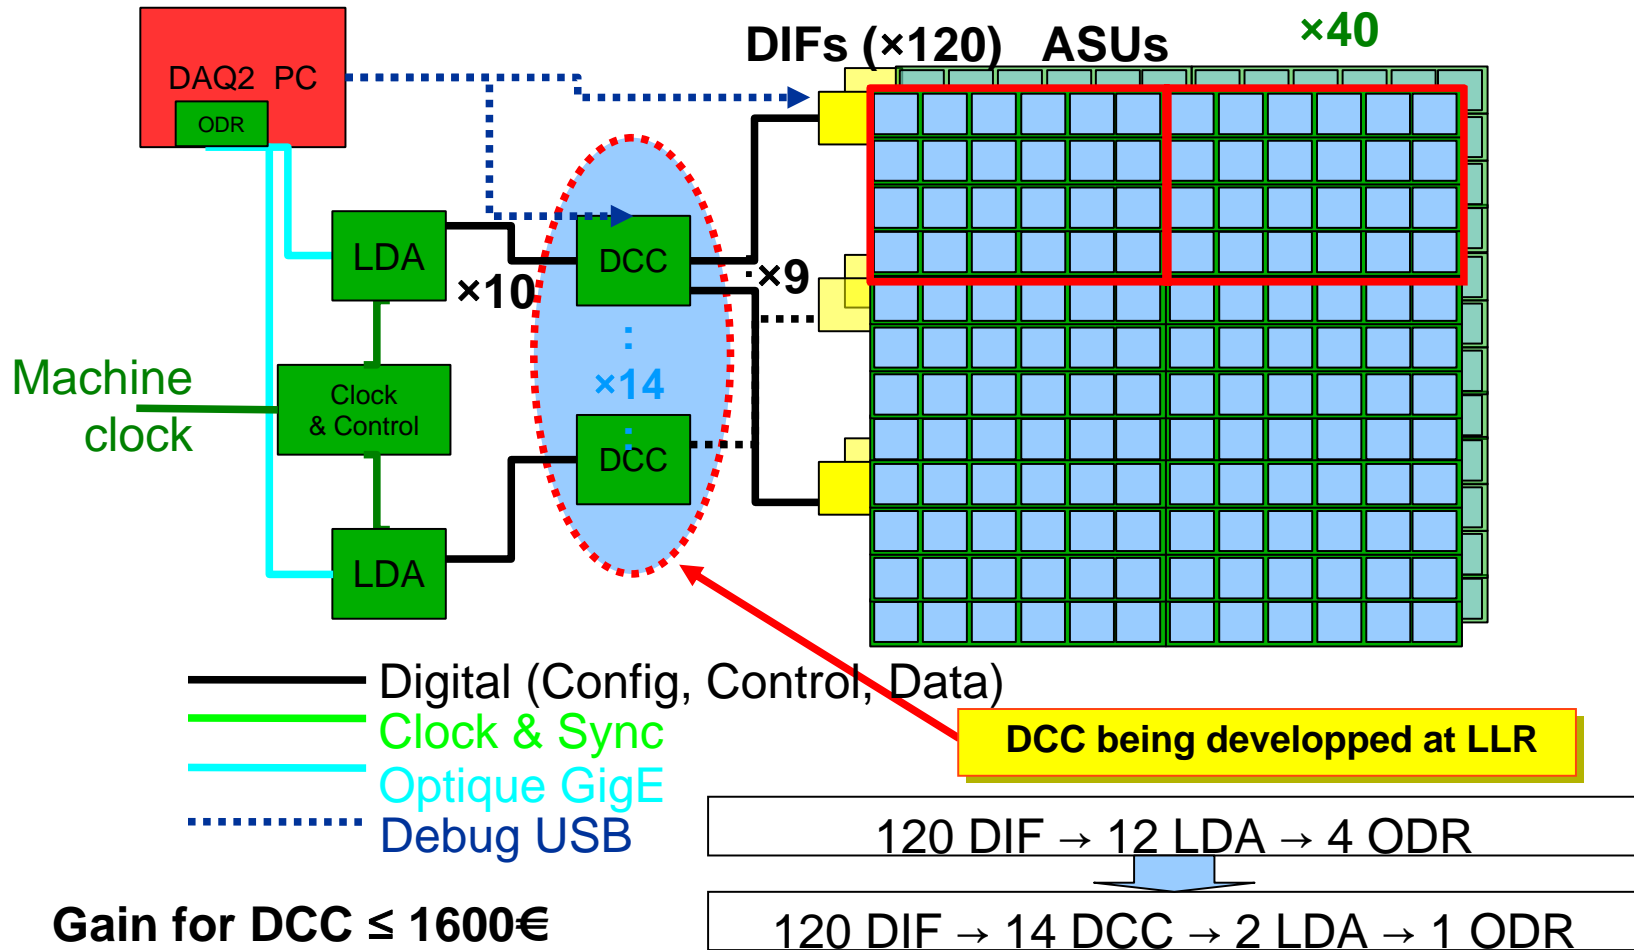 DIFs (×120) ASUs ×40
DAQ2 PC
ODR
LDA
×10
DCC
×9
×14
Machine
clock
Clock
& Control
DCC
LDA
Digital (Config, Control, Data)
Clock & Sync
Optique GigE
Debug USB
DCC being developped at LLR
120 DIF → 12 LDA → 4 ODR
120 DIF → 14 DCC → 2 LDA → 1 ODR
Gain for DCC ≤ 1600€